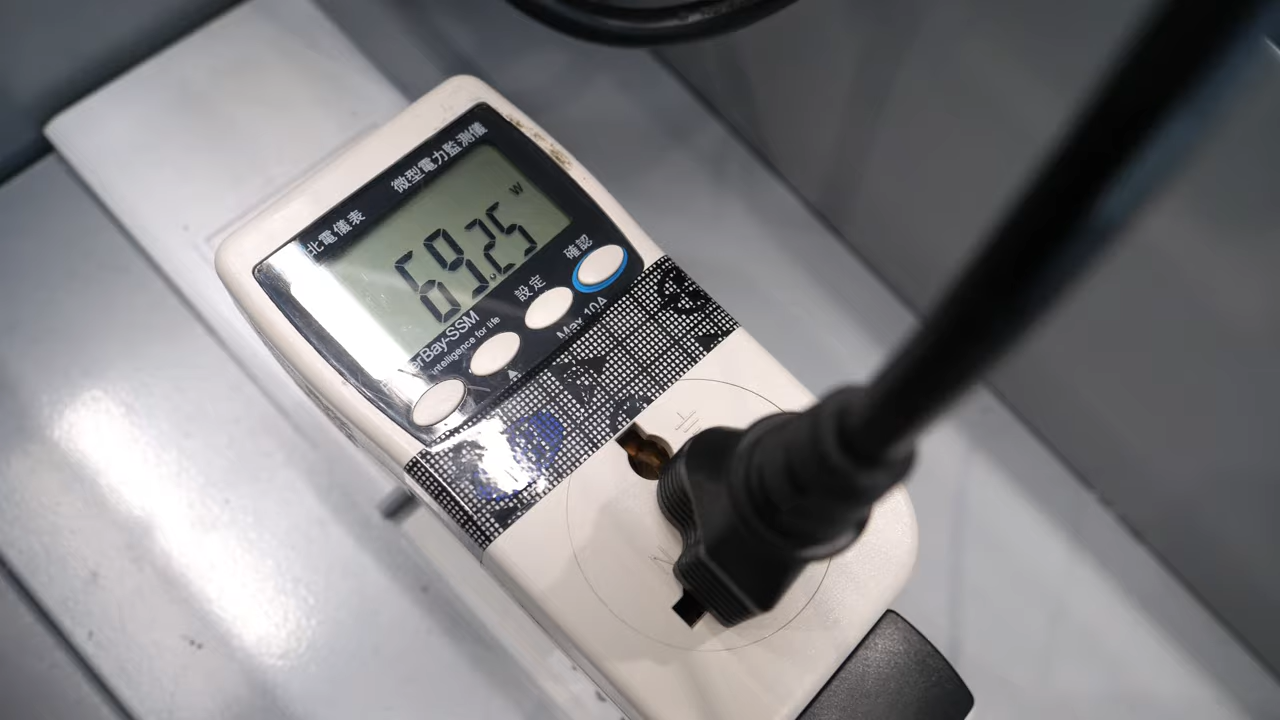 北電儀表 微型電力監測儀
W
69.25
erBay-SSM
intelligence for life
設定
確認
Max 10A
▲
N